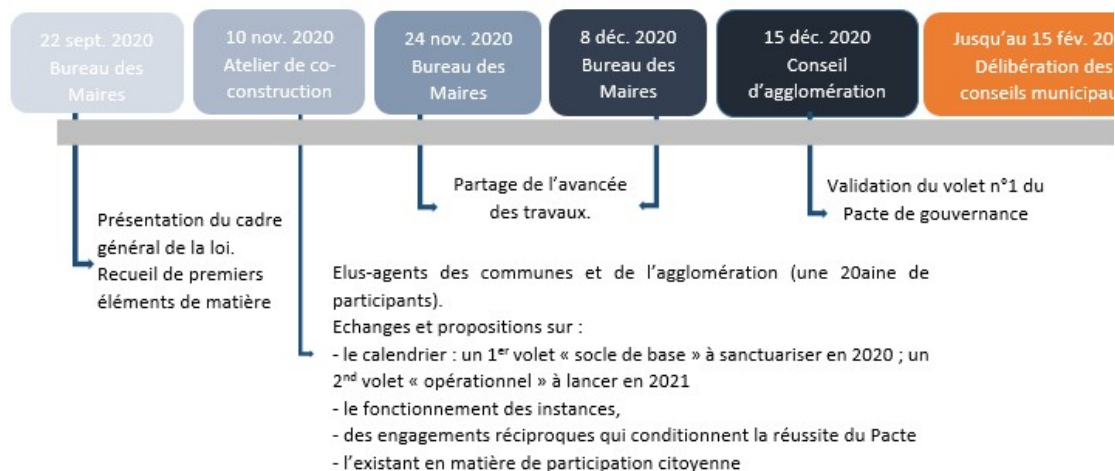 22 sept. 2020
Bureau des
Maires
10 nov. 2020
Atelier de co-
construction
24 nov. 2020
Bureau des
Maires
8 déc. 2020
Bureau des
Maires
15 déc. 2020
Conseil
d'agglomération
Jusqu'au 15 fév.
Délibération des
conseils
Présentation du cadre
général de la loi.
Recueil de premiers
éléments de matière
Partage de l'avancée
des travaux.
Validation du volet n°1 du
Pacte de gouvernance
Elus-agents des communes et de l'agglomération (une 20aine de
participants).
Echanges et propositions sur :
- le calendrier : un 1er volet « socle de base » à sanctuariser en 2020 ; un
2nd volet « opérationnel » à lancer en 2021
- le fonctionnement des instances,
- des engagements réciproques qui conditionnent la réussite du Pacte
- l'existant en matière de participation citoyenne